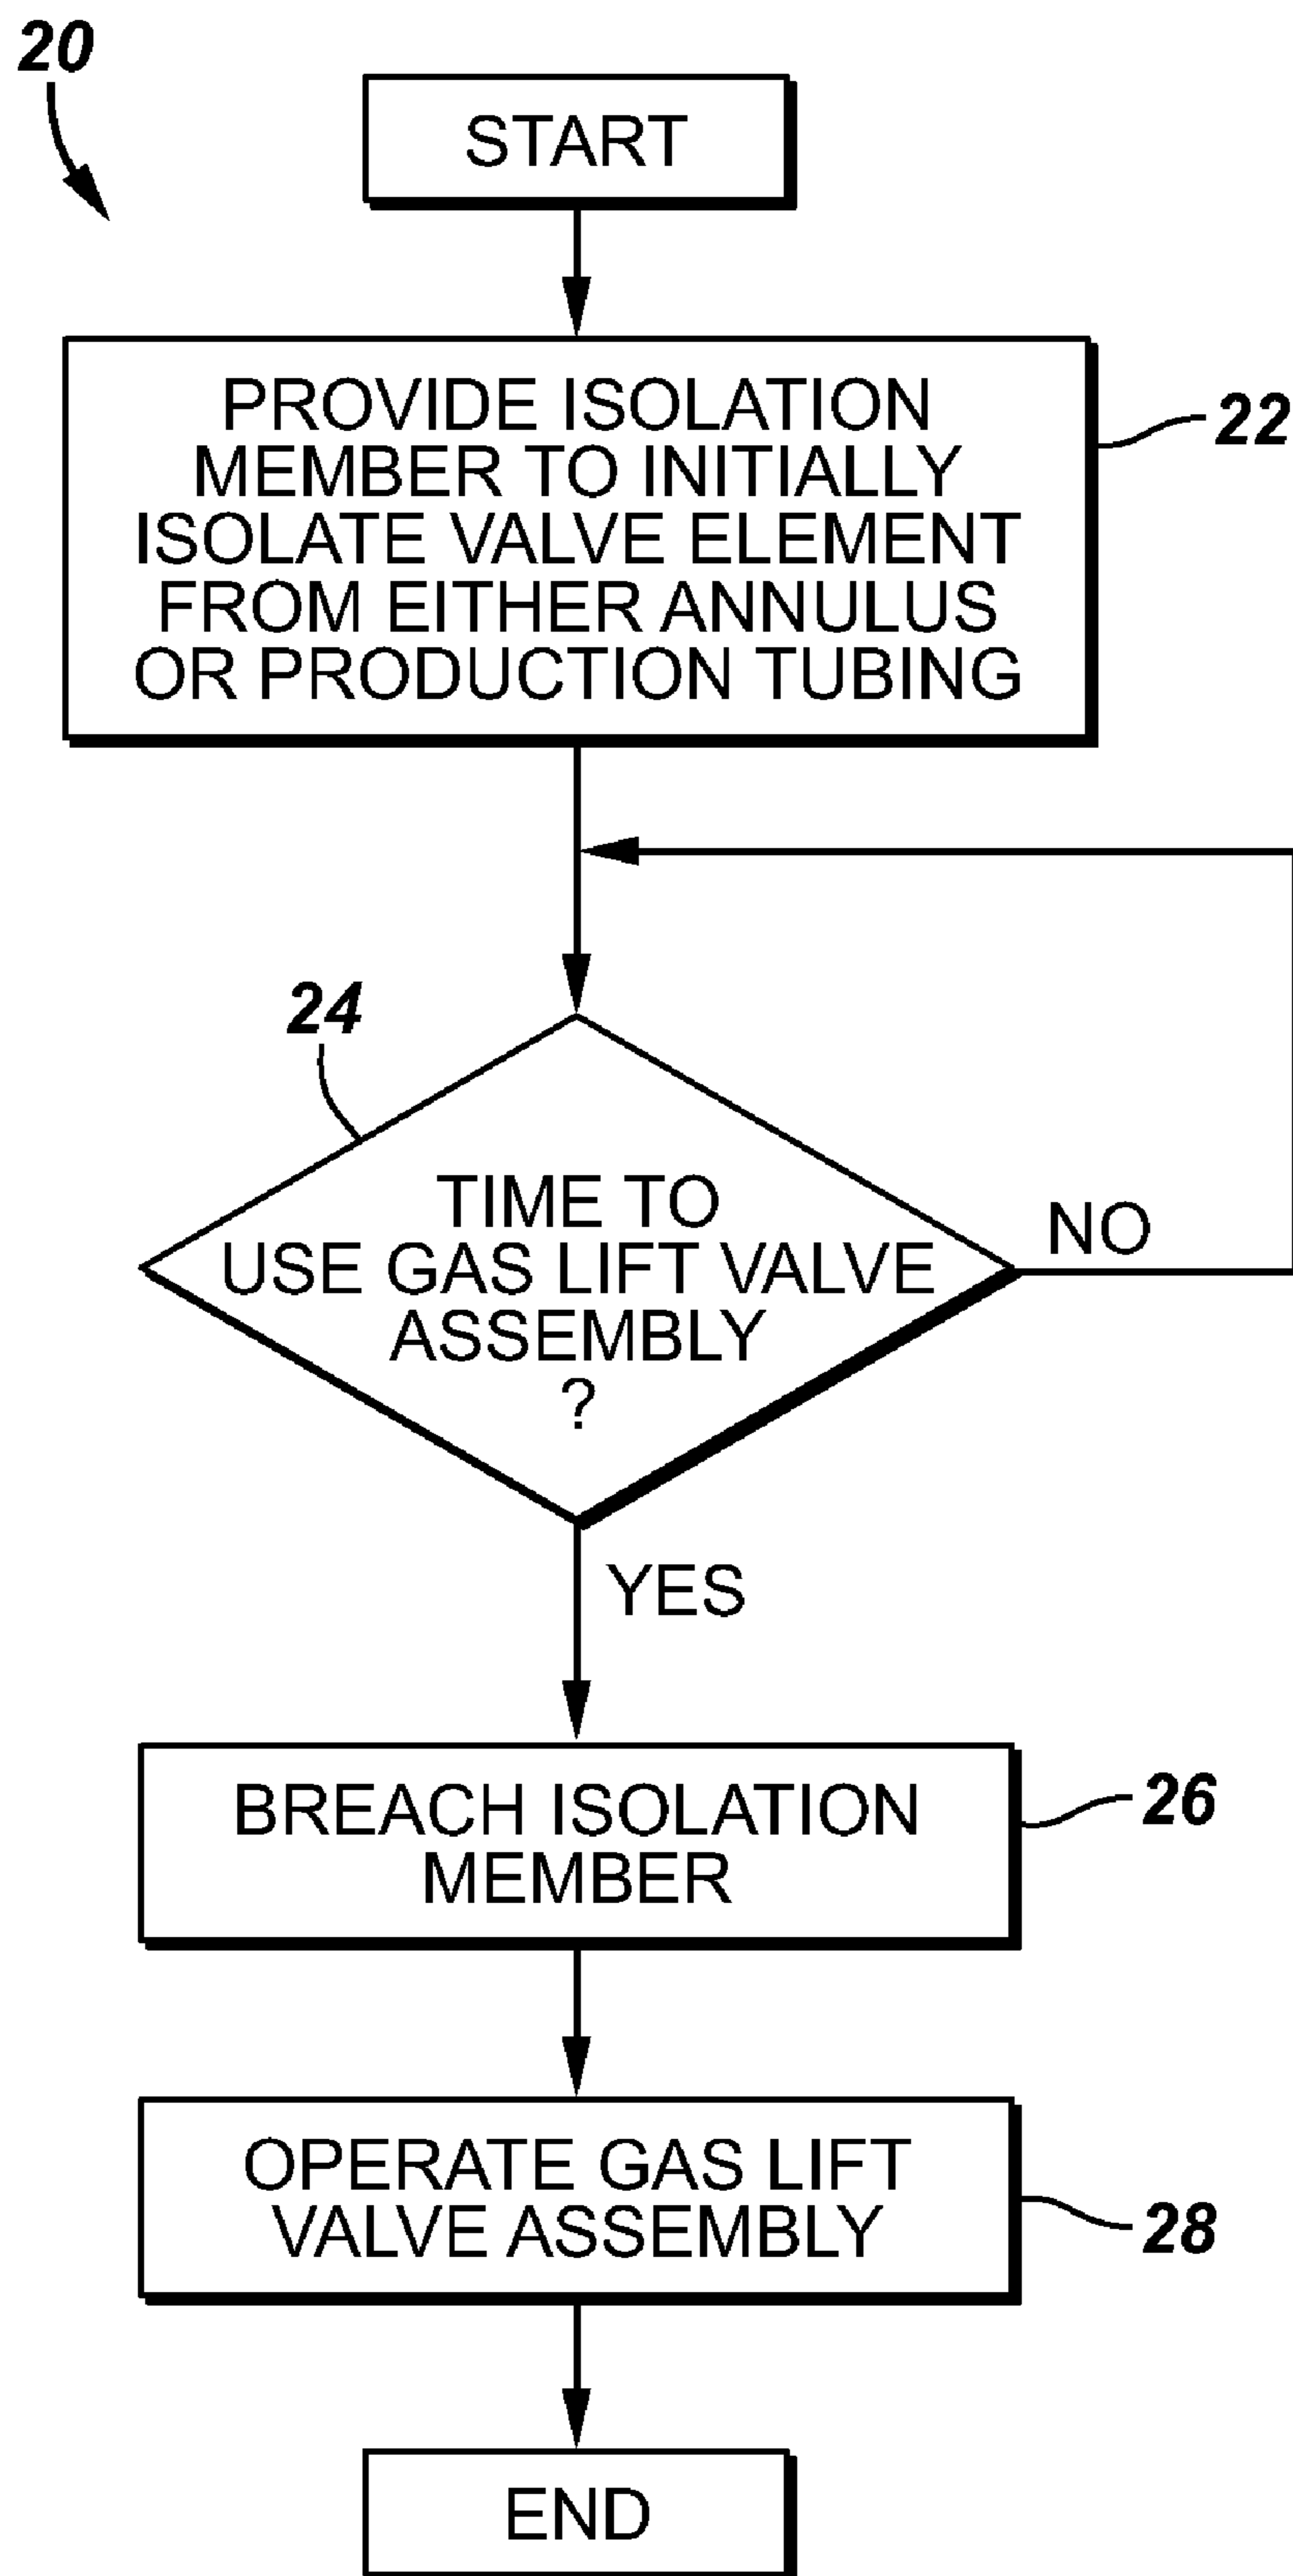 20
START
PROVIDE ISOLATION
MEMBER TO INITIALLY
ISOLATE VALVE ELEMENT
FROM EITHER ANNULUS
OR PRODUCTION TUBING
22
24
TIME TO
USE GAS LIFT VALVE
ASSEMBLY
?
NO
YES
BREACH ISOLATION
MEMBER
26
OPERATE GAS LIFT
VALVE ASSEMBLY
28
END